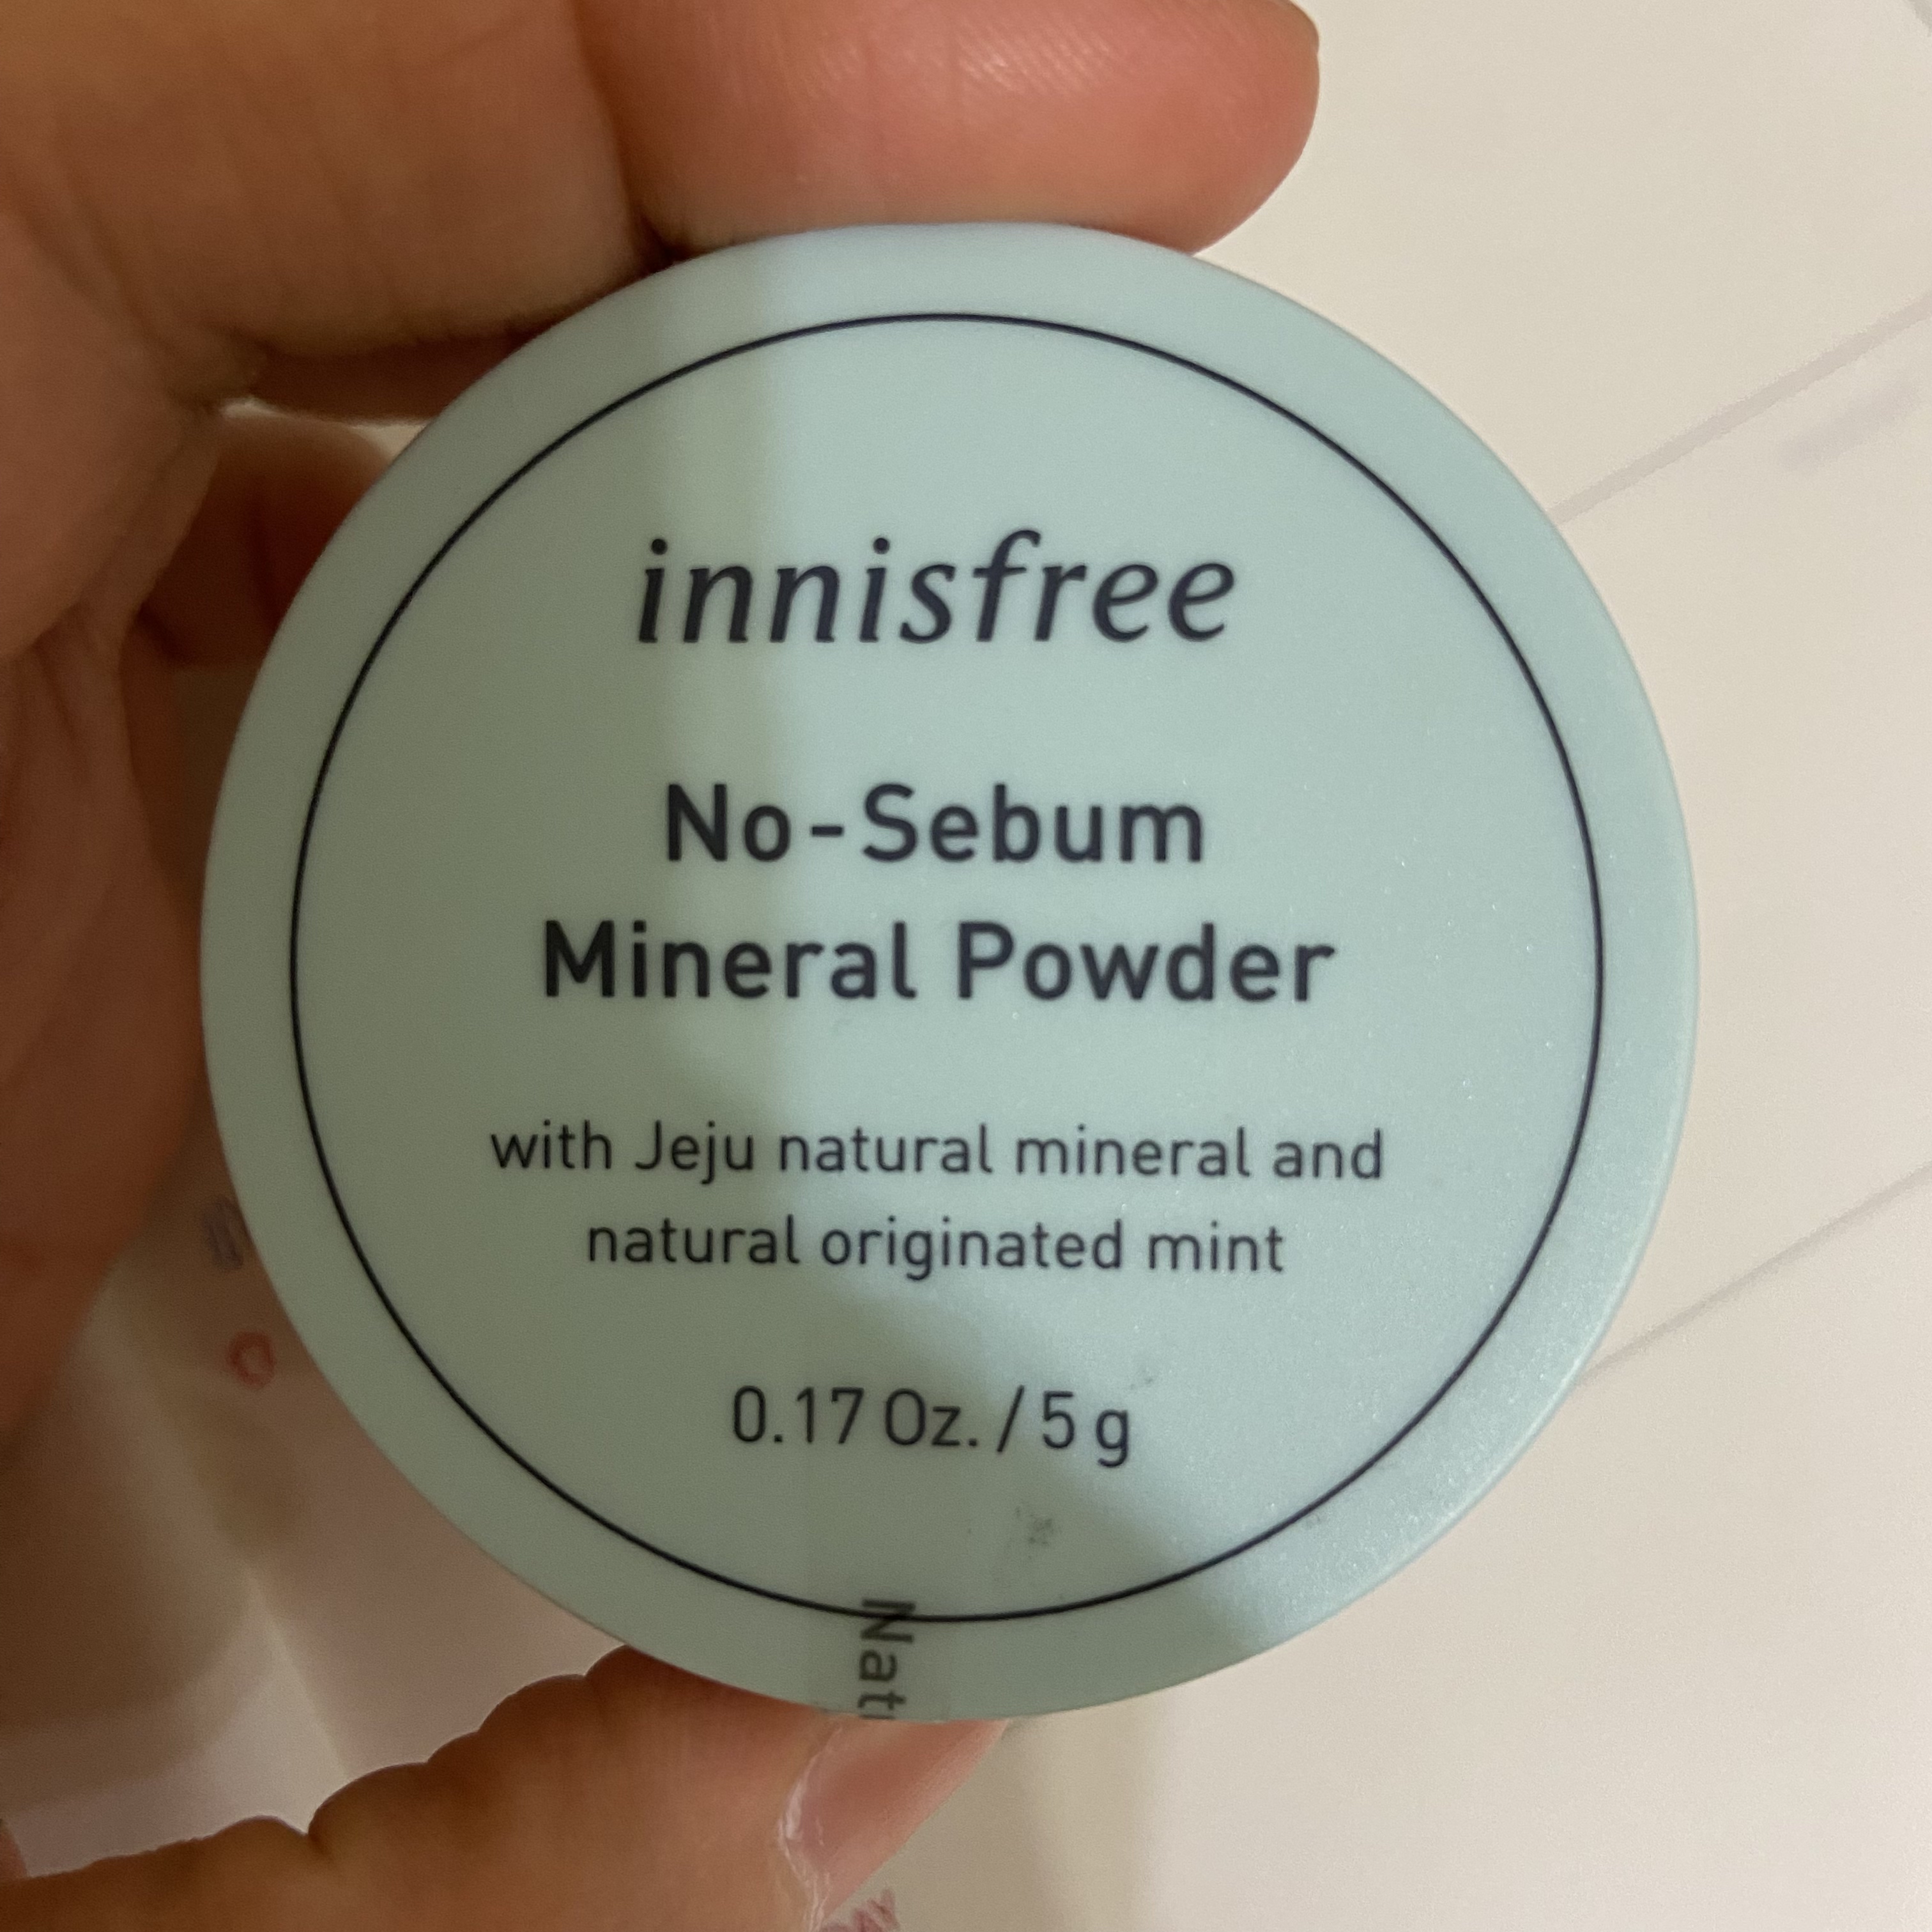 innisfree
No-Sebum
Mineral Powder
with Jeju natural mineral and
natural originated mint
0.17 Oz. / 5 g